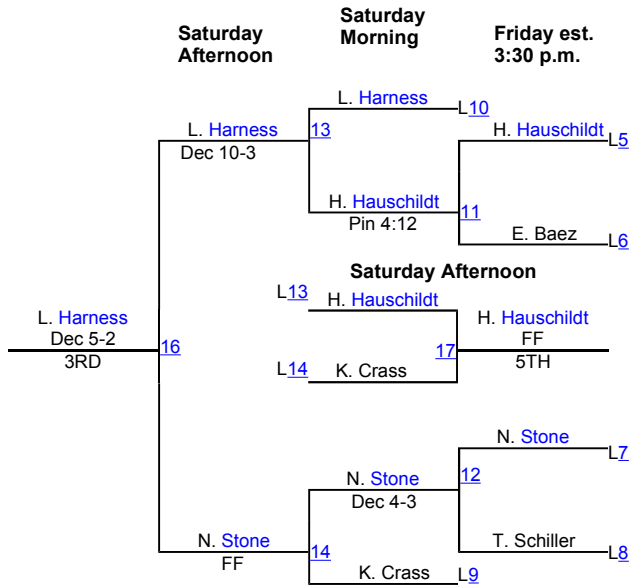 Saturday Afternoon
Saturday Morning
Friday est. 3:30 p.m.
L. Harness
L10
L. Harness
13
H. Hauschildt
L5
Dec 10-3
H. Hauschildt
11
Pin 4:12
E. Baez
L6
Saturday Afternoon
L13
H. Hauschildt
L. Harness
H. Hauschildt
Dec 5-2
16
17
FF
3RD
5TH
L14
K. Crass
N. Stone
L7
N. Stone
12
Dec 4-3
N. Stone
14
T. Schiller
L8
FF
K. Crass
L9